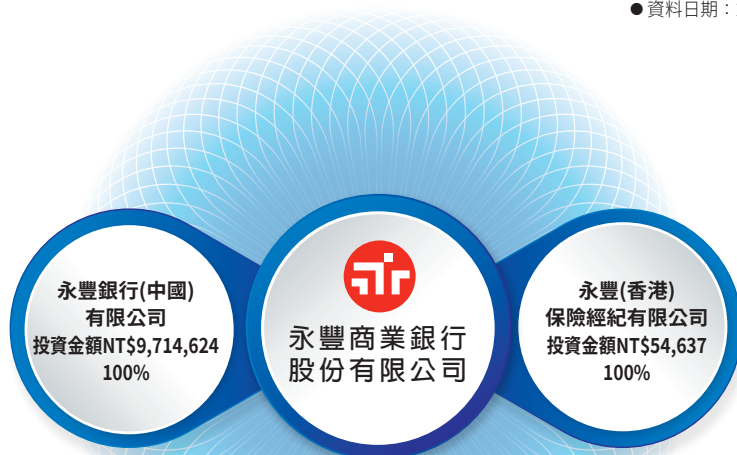 ●資料日期：
永豐銀行(中國)
有限公司
投資金額NT$9,714,624
100%
永豐商業銀行
股份有限公司
永豐(香港)
保險經紀有限公司
投資金額NT$54,637
100%